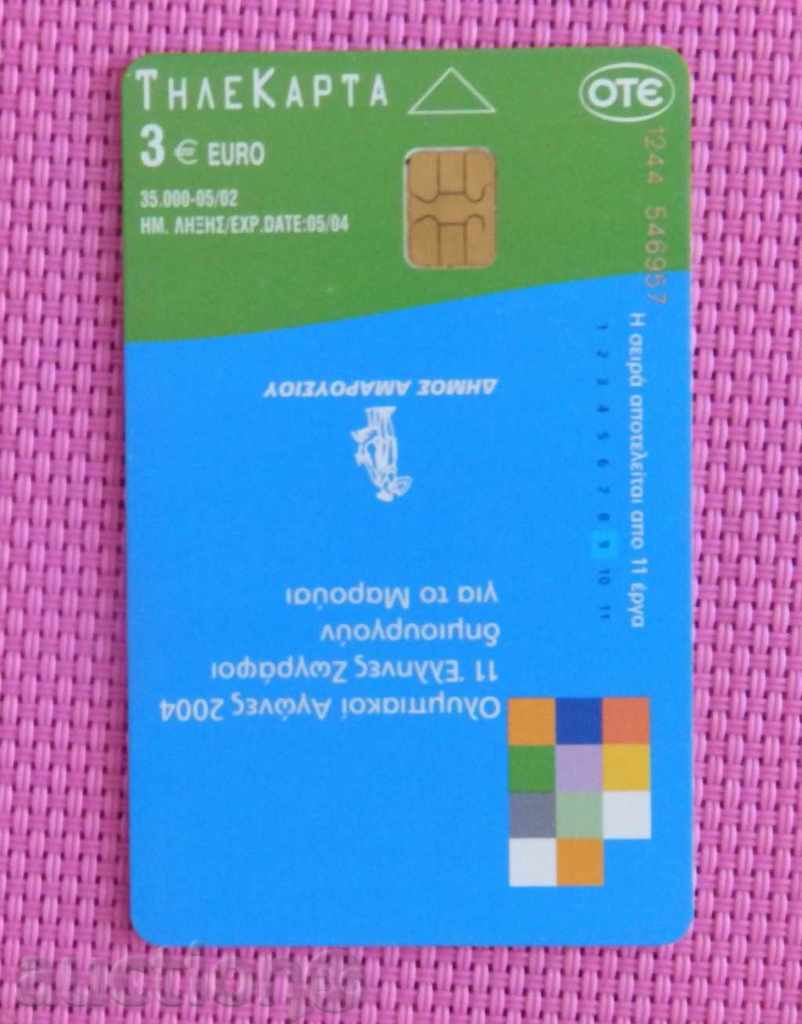 ΤΗΛΕΚΑΡΤΑ
ΟΤΕ
3 € EURO
35.000-05/02
ΗΜ. ΛΗΞΗΣ/EXP.DATE:05/04
1244 546957
Η σειρά αποτελείται απο 11 έργα
1 2 3 4 5 6 7 8 9 10 11
Ολυμπιακοί Αγώνες 2004
11 Έλληνες Ζωγράφοι
δημιουργούν
για το Μαρούσι
ΔΗΜΟΣ ΑΜΑΡΟΥΣΙΟΥ